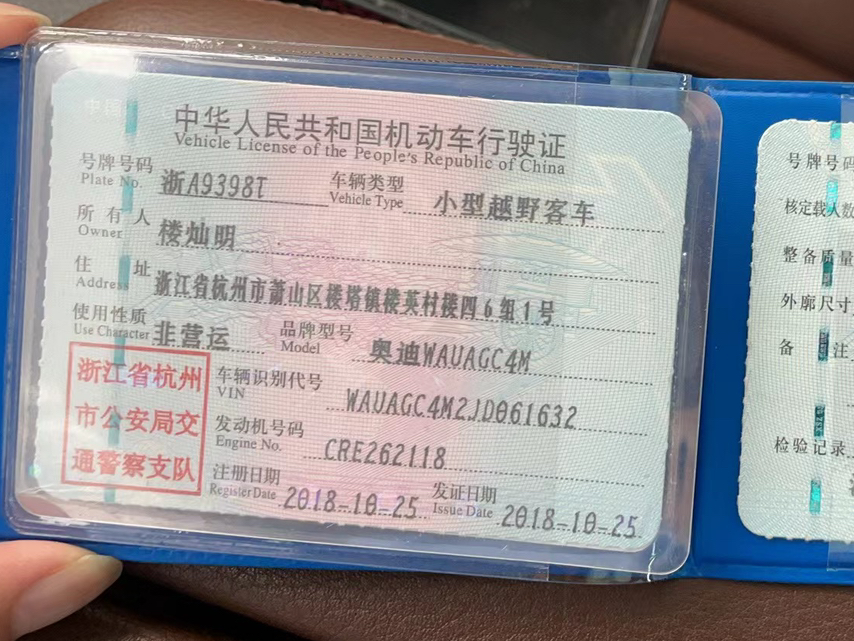 中华人民共和国机动车行驶证
Vehicle License of the People's Republic of China
号牌号码 浙A9398T 车辆类型 小型越野客车
Plate No. Vehicle Type
所有人 楼灿明
Owner
住址 浙江省杭州市萧山区楼塔镇楼英村楼四6组1号
Address
使用性质 非营运 品牌型号 奥迪WAUAGC4M
Use Character Model
浙江省杭州
市公安局交
通警察支队
车辆识别代号 WAUAGC4M2JD061632
VIN
发动机号码 CRE262118
Engine No.
注册日期 2018-10-25 发证日期 2018-10-25
Register Date Issue Date
号牌号码
核定载人数
整备质量
外廓尺寸
备注
检验记录